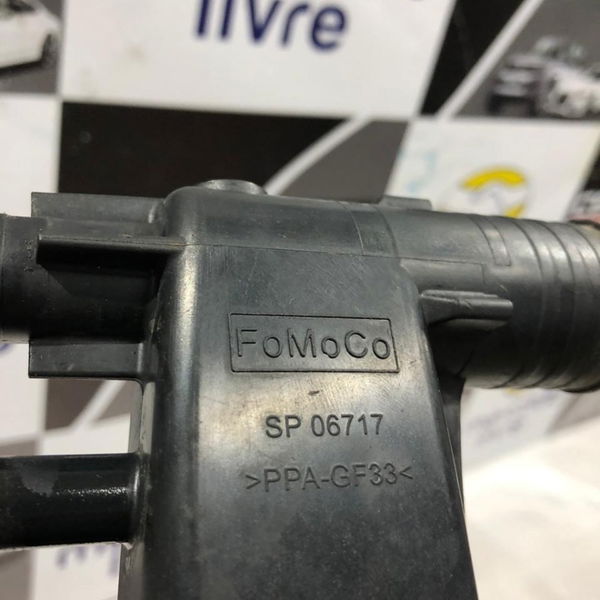 livre
FoMoCo
SP 06717
>PPA-GF33<